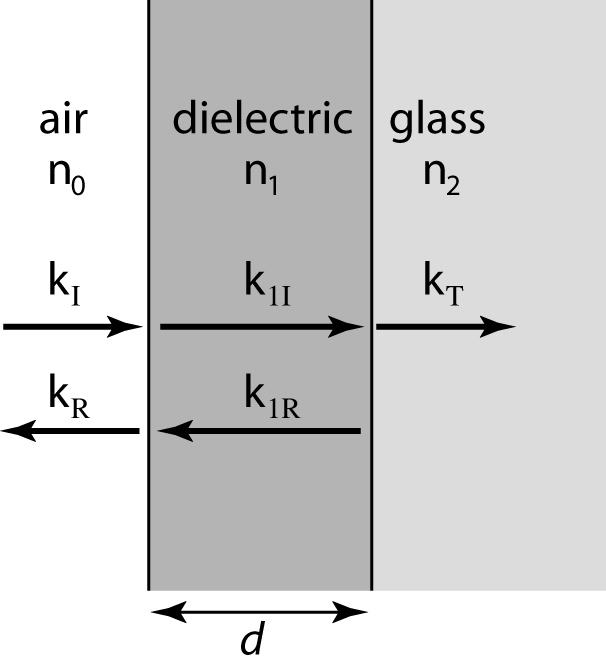 air dielectric glass
n0 n1 n2
kI k1I kT
kR k1R
d